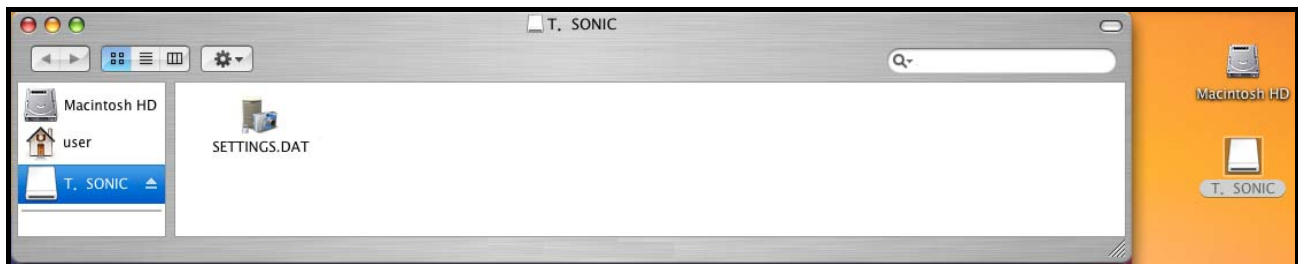 T. SONIC
Macintosh HD
user
T. SONIC
SETTINGS.DAT
Macintosh HD
T. SONIC